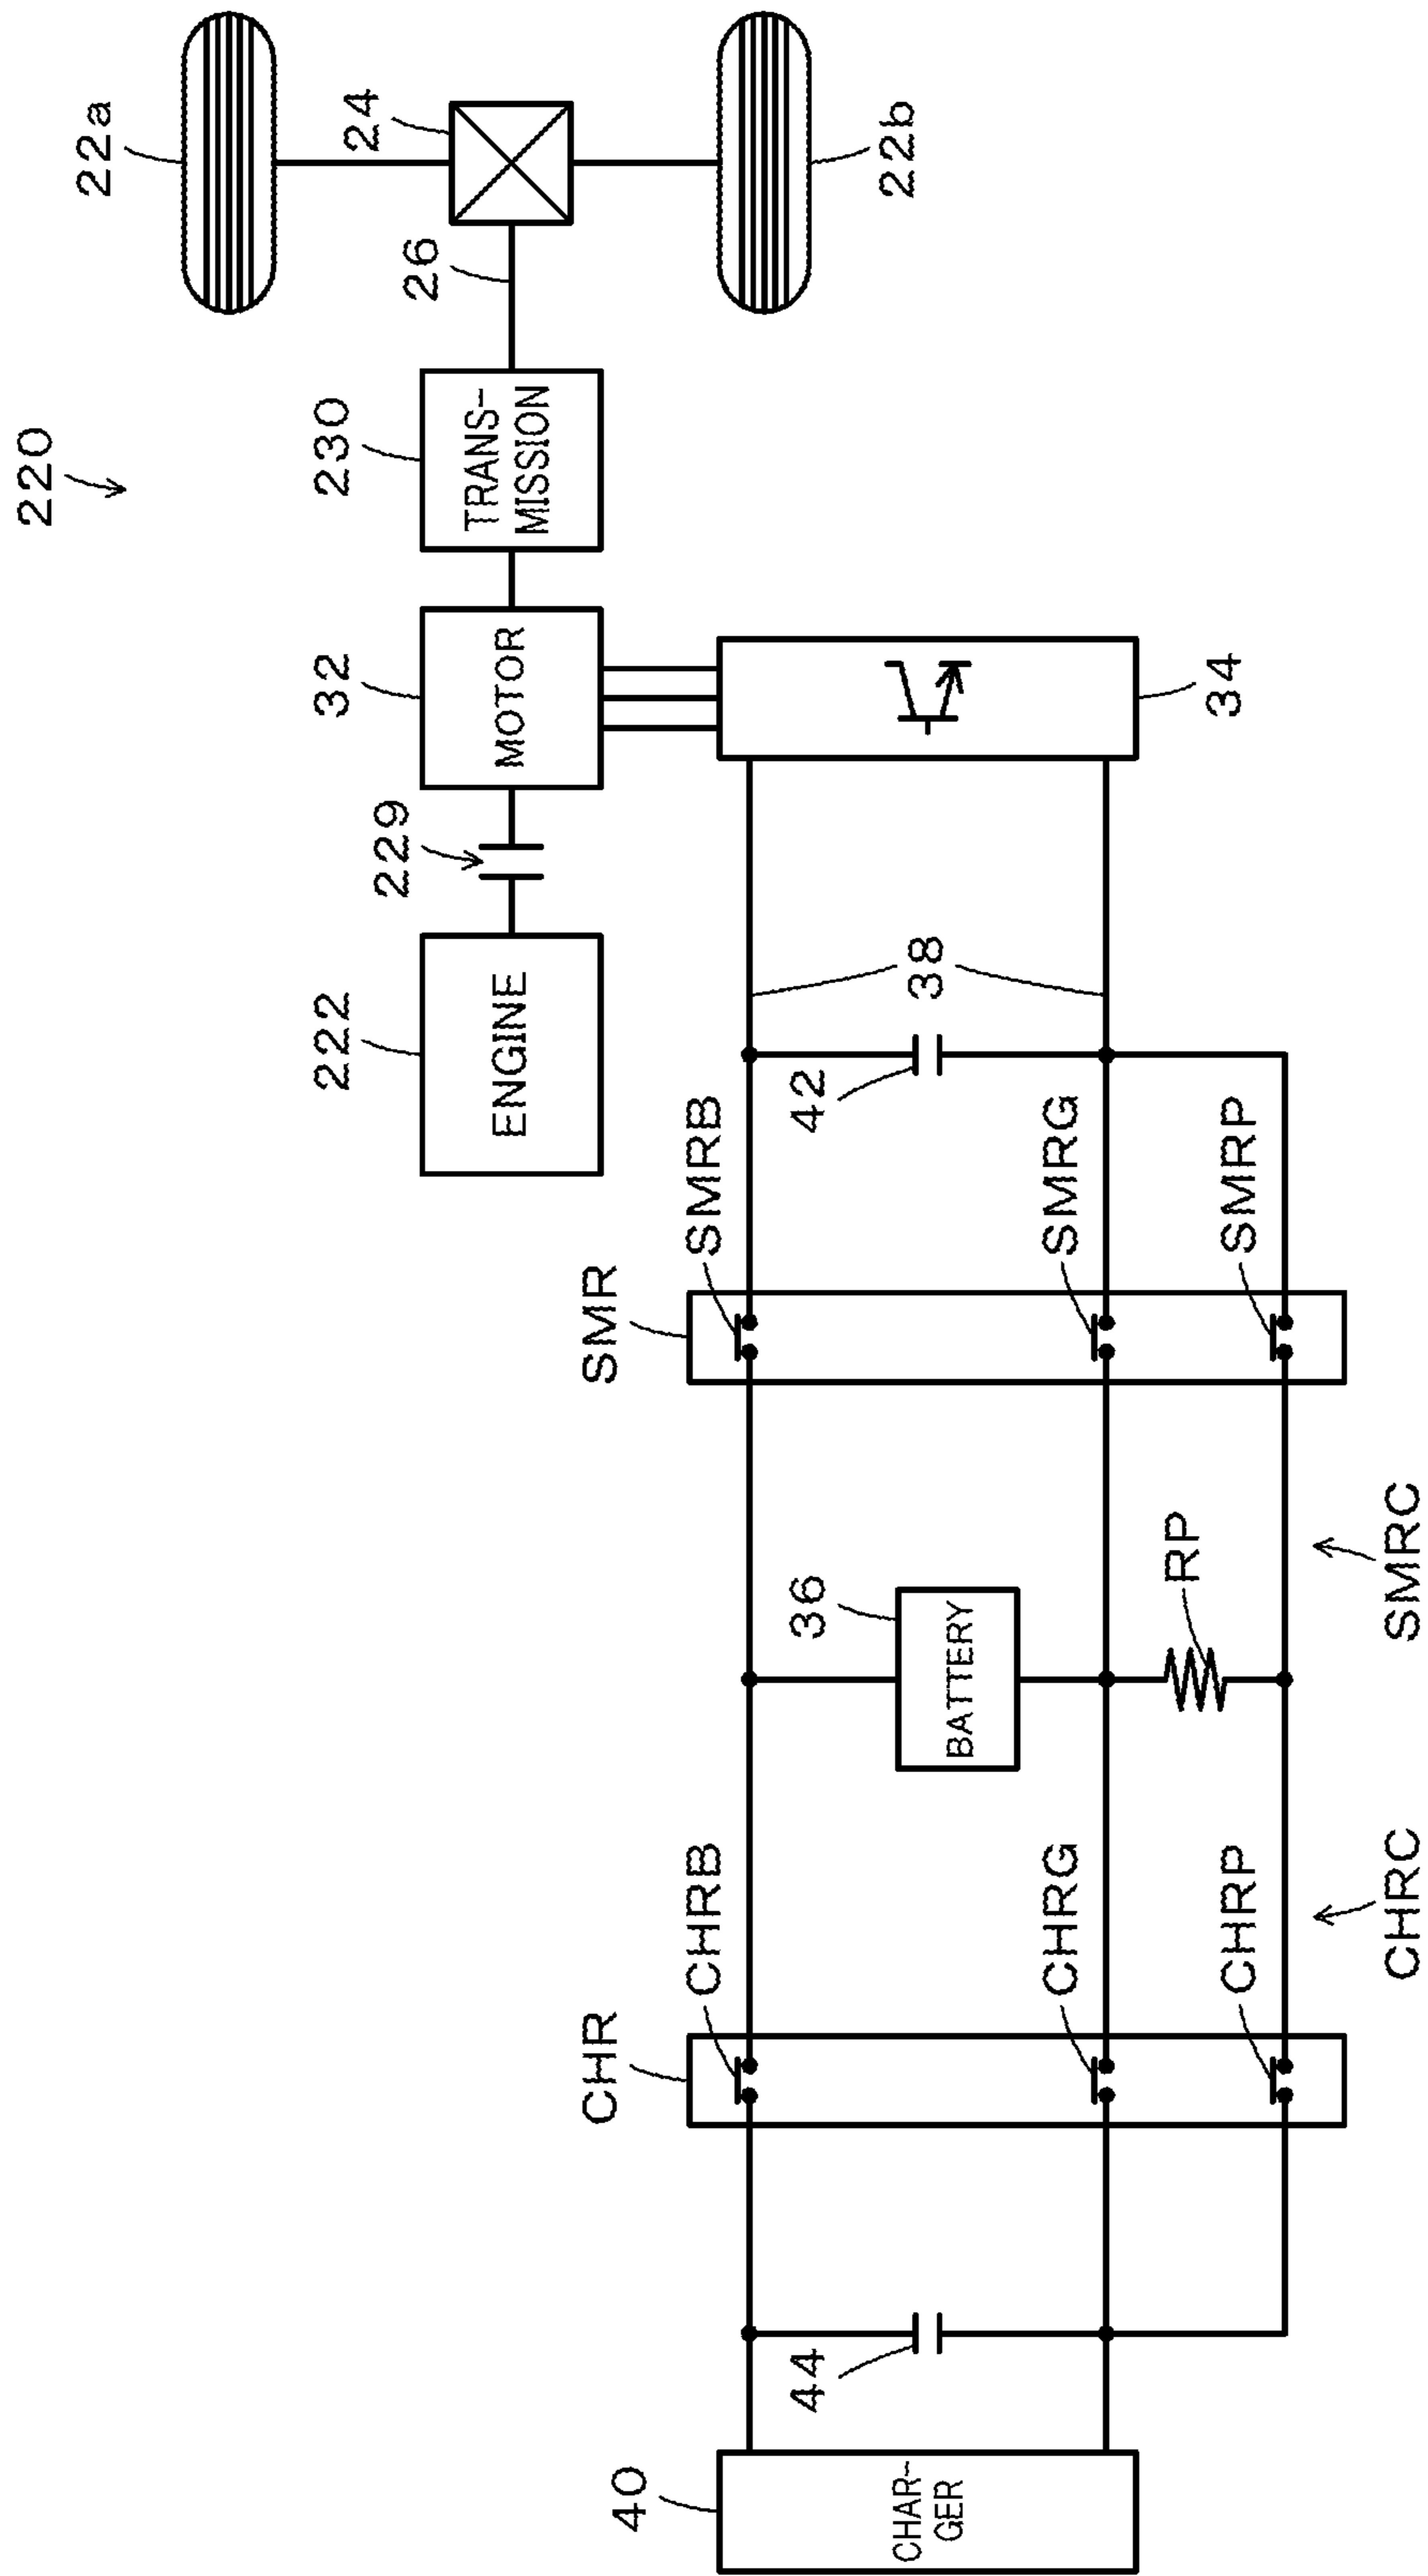 220
22a
24
26
22b
230
TRANS-
MISSION
32
MOTOR
229
222
ENGINE
34
38
42
SMR
SMRB
SMRG
SMRP
36
BATTERY
RP
SMRC
CHR
CHRB
CHRG
CHRP
CHRC
44
40
CHAR-
GER